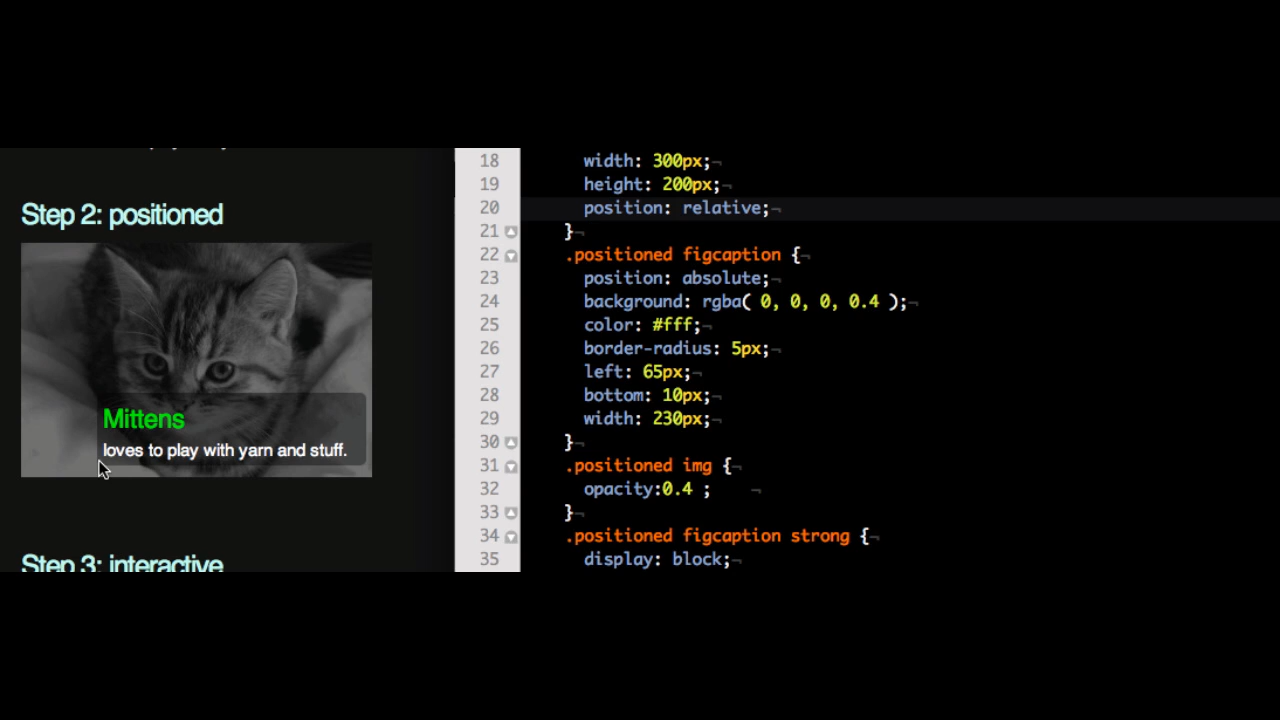 Step 2: positioned
Mittens
loves to play with yarn and stuff.
Step 3: interactive
18 width: 300px;¬
19 height: 200px;¬
20 position: relative;¬
21 }¬
22 .positioned figcaption {¬
23 position: absolute;¬
24 background: rgba( 0, 0, 0, 0.4 );¬
25 color: #fff;¬
26 border-radius: 5px;¬
27 left: 65px;¬
28 bottom: 10px;¬
29 width: 230px;¬
30 }¬
31 .positioned img {¬
32 opacity:0.4 ; ¬
33 }¬
34 .positioned figcaption strong {¬
35 display: block;¬